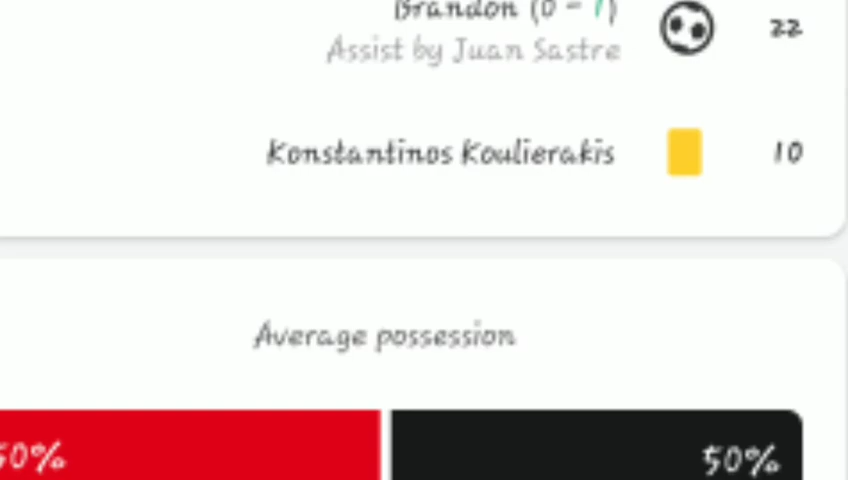 Brandon (0 - 1) 22
Assist by Juan Sastre
Konstantinos Koulierakis 10
Average possession
50% 50%